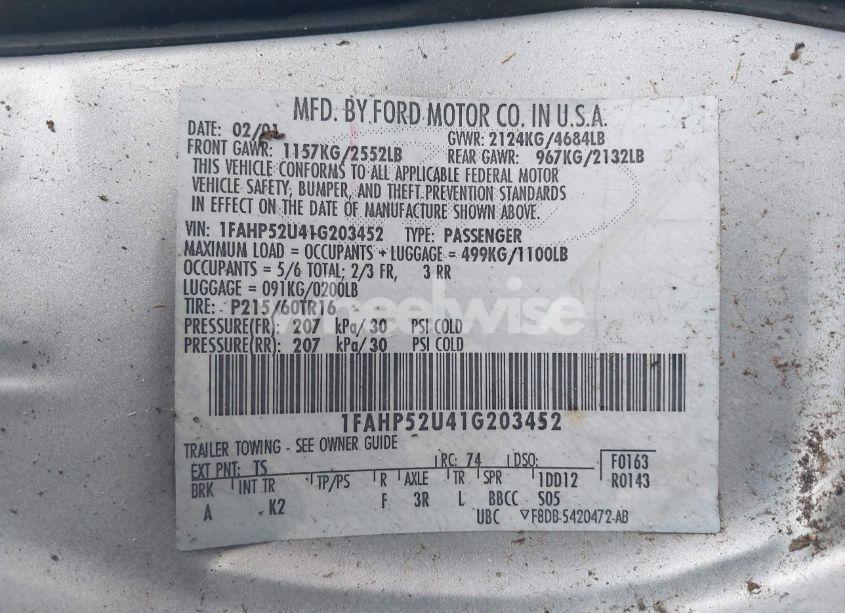 MFD. BY FORD MOTOR CO. IN U.S.A.
DATE: 02/01 GVWR: 2124KG/4684LB
FRONT GAWR: 1157KG/2552LB REAR GAWR: 967KG/2132LB
THIS VEHICLE CONFORMS TO ALL APPLICABLE FEDERAL MOTOR
VEHICLE SAFETY, BUMPER, AND THEFT PREVENTION STANDARDS
IN EFFECT ON THE DATE OF MANUFACTURE SHOWN ABOVE.
VIN: 1FAHP52U41G203452 TYPE: PASSENGER
MAXIMUM LOAD = OCCUPANTS + LUGGAGE = 499KG/1100LB
OCCUPANTS = 5/6 TOTAL; 2/3 FR, 3 RR
LUGGAGE = 091KG/0200LB
TIRE: P215/60TR16
wheelwise
PRESSURE(FR): 207 kPa/30 PSI COLD
PRESSURE(RR): 207 kPa/30 PSI COLD
1FAHP52U41G203452
TRAILER TOWING - SEE OWNER GUIDE
EXT PNT: TS RC: 74 DSO: F0163
BRK INT TR TP/PS R AXLE TR SPR 1DD12 R0143
A K2 F 3R L BBCC S05
UBC ▽F8DB-5420472-AB